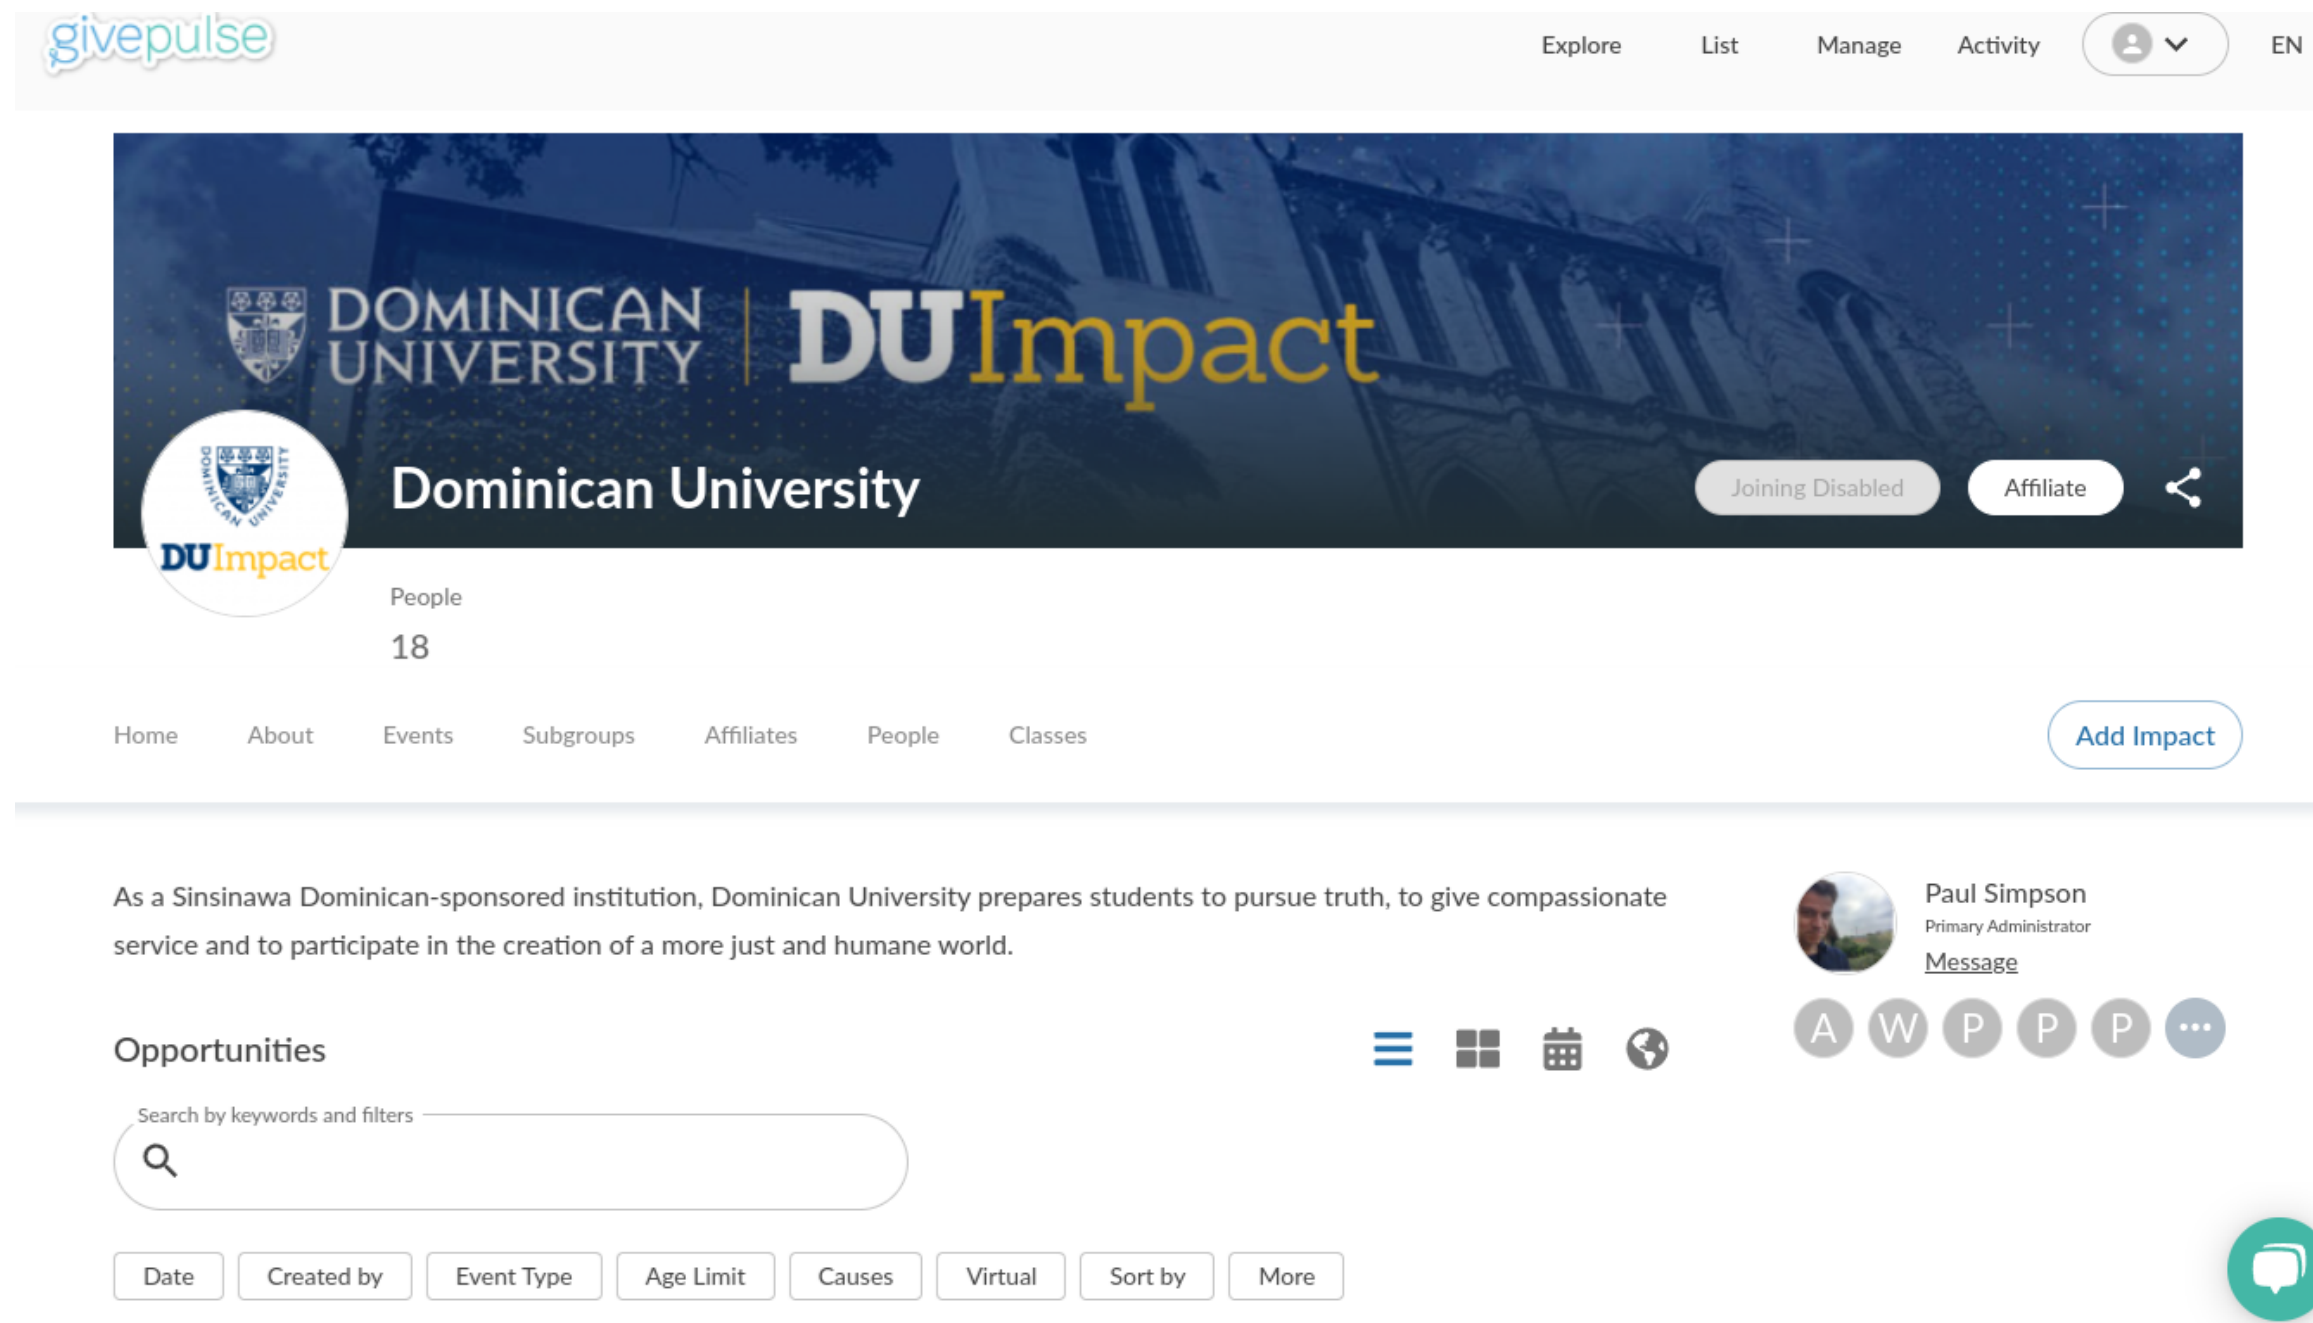 givepulse
Explore List Manage Activity EN
DOMINICAN
UNIVERSITY
DUImpact
DOMINICAN UNIVERSITY
DUImpact
Dominican University
Joining Disabled Affiliate
People
18
Home About Events Subgroups Affiliates People Classes Add Impact
As a Sinsinawa Dominican-sponsored institution, Dominican University prepares students to pursue truth, to give compassionate
service and to participate in the creation of a more just and humane world.
Paul Simpson
Primary Administrator
Message
A W P P P
Opportunities
Search by keywords and filters
Date Created by Event Type Age Limit Causes Virtual Sort by More